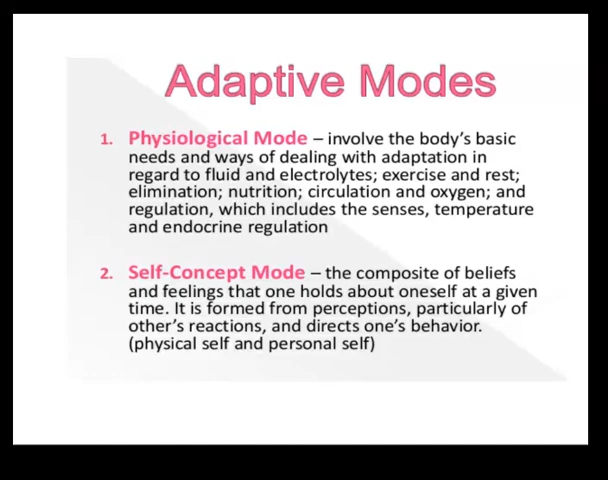 Adaptive Modes
1. Physiological Mode – involve the body's basic
needs and ways of dealing with adaptation in
regard to fluid and electrolytes; exercise and rest;
elimination; nutrition; circulation and oxygen; and
regulation, which includes the senses, temperature
and endocrine regulation
2. Self-Concept Mode – the composite of beliefs
and feelings that one holds about oneself at a given
time. It is formed from perceptions, particularly of
other's reactions, and directs one's behavior.
(physical self and personal self)